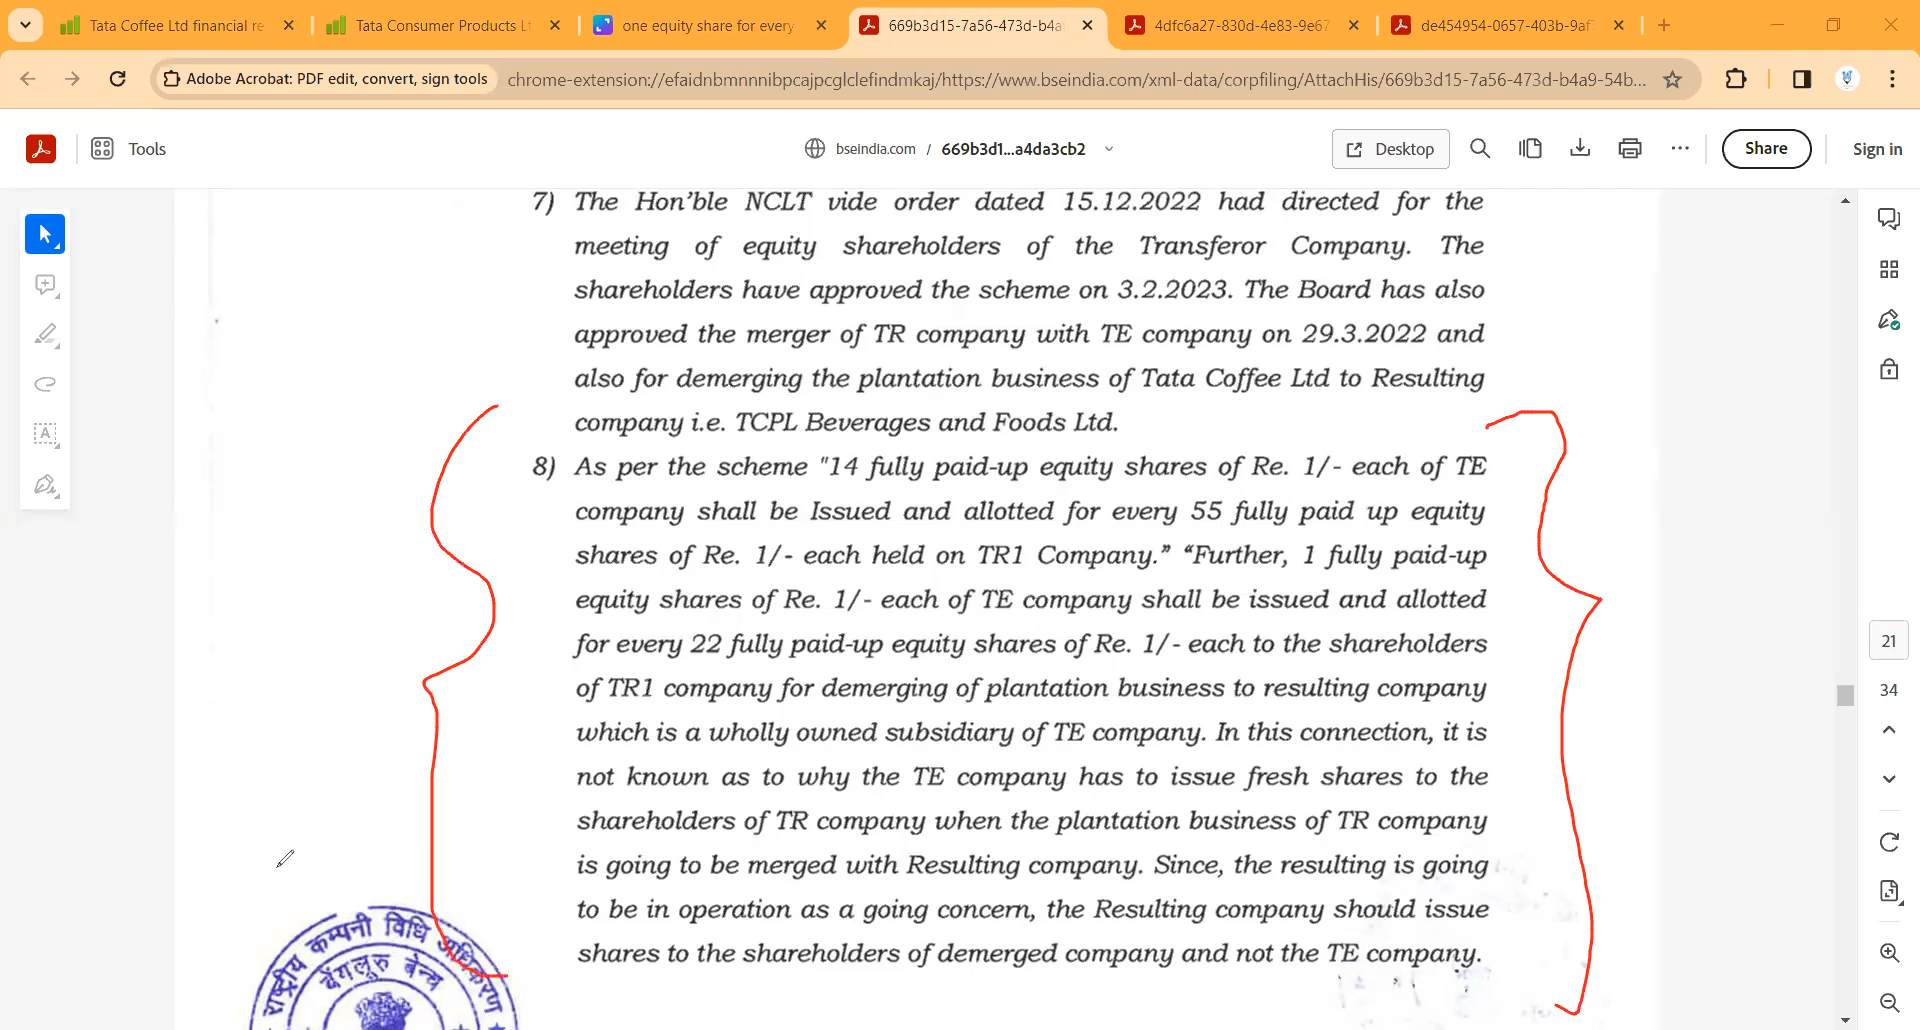 Tata Coffee Ltd financial re
Tata Consumer Products Lt
one equity share for every
669b3d15-7a56-473d-b4a
4dfc6a27-830d-4e83-9e67
de454954-0657-403b-9af7
Adobe Acrobat: PDF edit, convert, sign tools
chrome-extension://efaidnbmnnnibpcajpcglclefindmkaj/https://www.bseindia.com/xml-data/corpfiling/AttachHis/669b3d15-7a56-473d-b4a9-54b...
Tools
bseindia.com / 669b3d1...a4da3cb2
Desktop
Share
Sign in
7) The Hon'ble NCLT vide order dated 15.12.2022 had directed for the
meeting of equity shareholders of the Transferor Company. The
shareholders have approved the scheme on 3.2.2023. The Board has also
approved the merger of TR company with TE company on 29.3.2022 and
also for demerging the plantation business of Tata Coffee Ltd to Resulting
company i.e. TCPL Beverages and Foods Ltd.
8) As per the scheme "14 fully paid-up equity shares of Re. 1/- each of TE
company shall be Issued and allotted for every 55 fully paid up equity
shares of Re. 1/- each held on TR1 Company.” “Further, 1 fully paid-up
equity shares of Re. 1/- each of TE company shall be issued and allotted
for every 22 fully paid-up equity shares of Re. 1/- each to the shareholders
of TR1 company for demerging of plantation business to resulting company
which is a wholly owned subsidiary of TE company. In this connection, it is
not known as to why the TE company has to issue fresh shares to the
shareholders of TR company when the plantation business of TR company
is going to be merged with Resulting company. Since, the resulting is going
to be in operation as a going concern, the Resulting company should issue
shares to the shareholders of demerged company and not the TE company.
राष्ट्रीय कम्पनी विधि अधिकरण
बेंगलुरु बेन्च
21
34